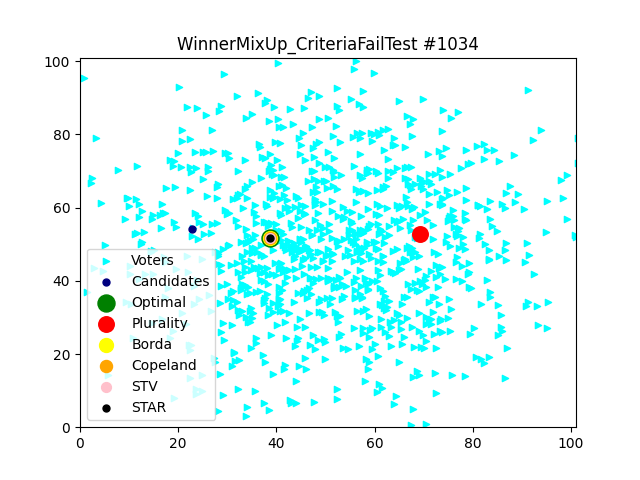 WinnerMixUp_CriteriaFailTest #1034
100
80
60
40
20
0
Voters
Candidates
Optimal
Plurality
Borda
Copeland
STV
STAR
0 20 40 60 80 100